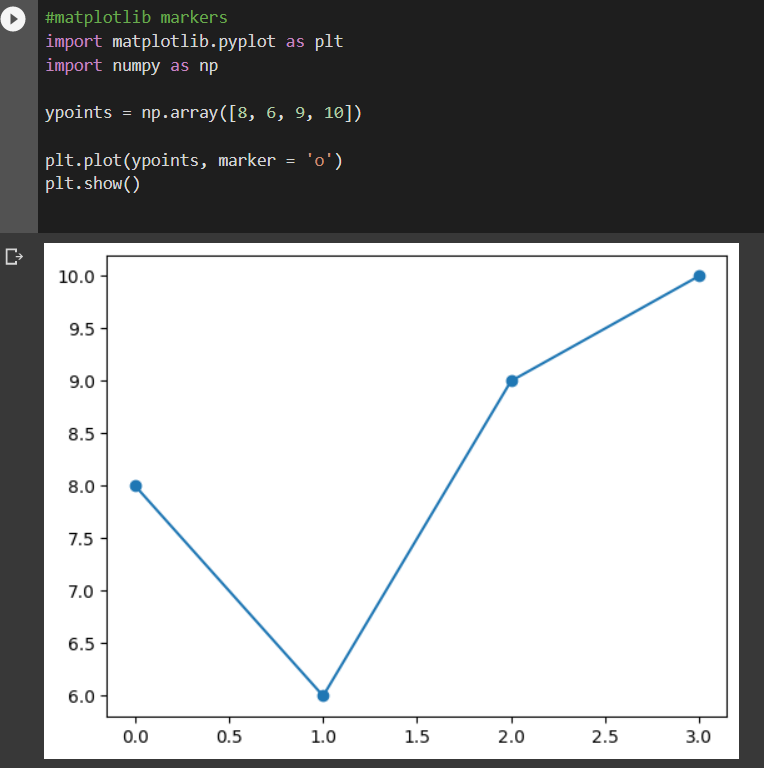 #matplotlib markers
import matplotlib.pyplot as plt
import numpy as np
ypoints = np.array([8, 6, 9, 10])
plt.plot(ypoints, marker = 'o')
plt.show()
10.0
9.5
9.0
8.5
8.0
7.5
7.0
6.5
6.0
0.0 0.5 1.0 1.5 2.0 2.5 3.0